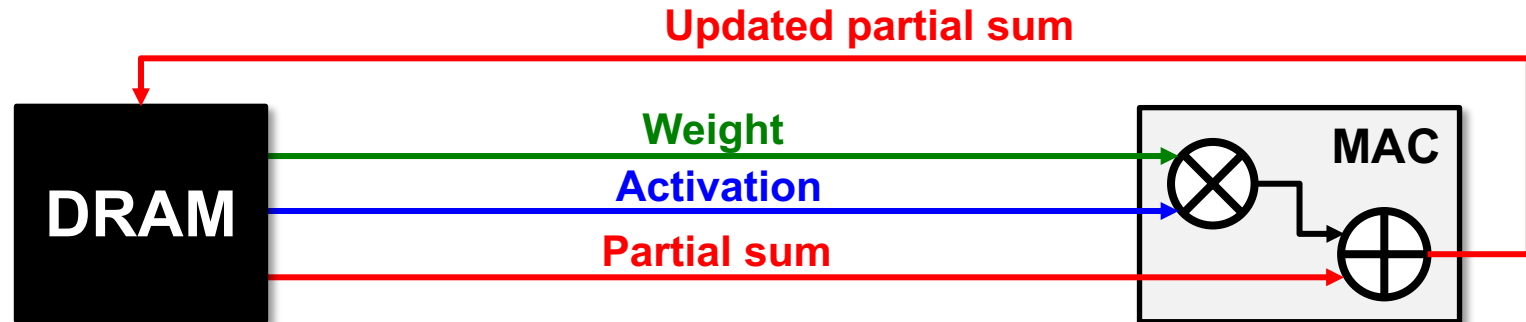 Updated partial sum
Weight
MAC
Activation
DRAM
Partial sum